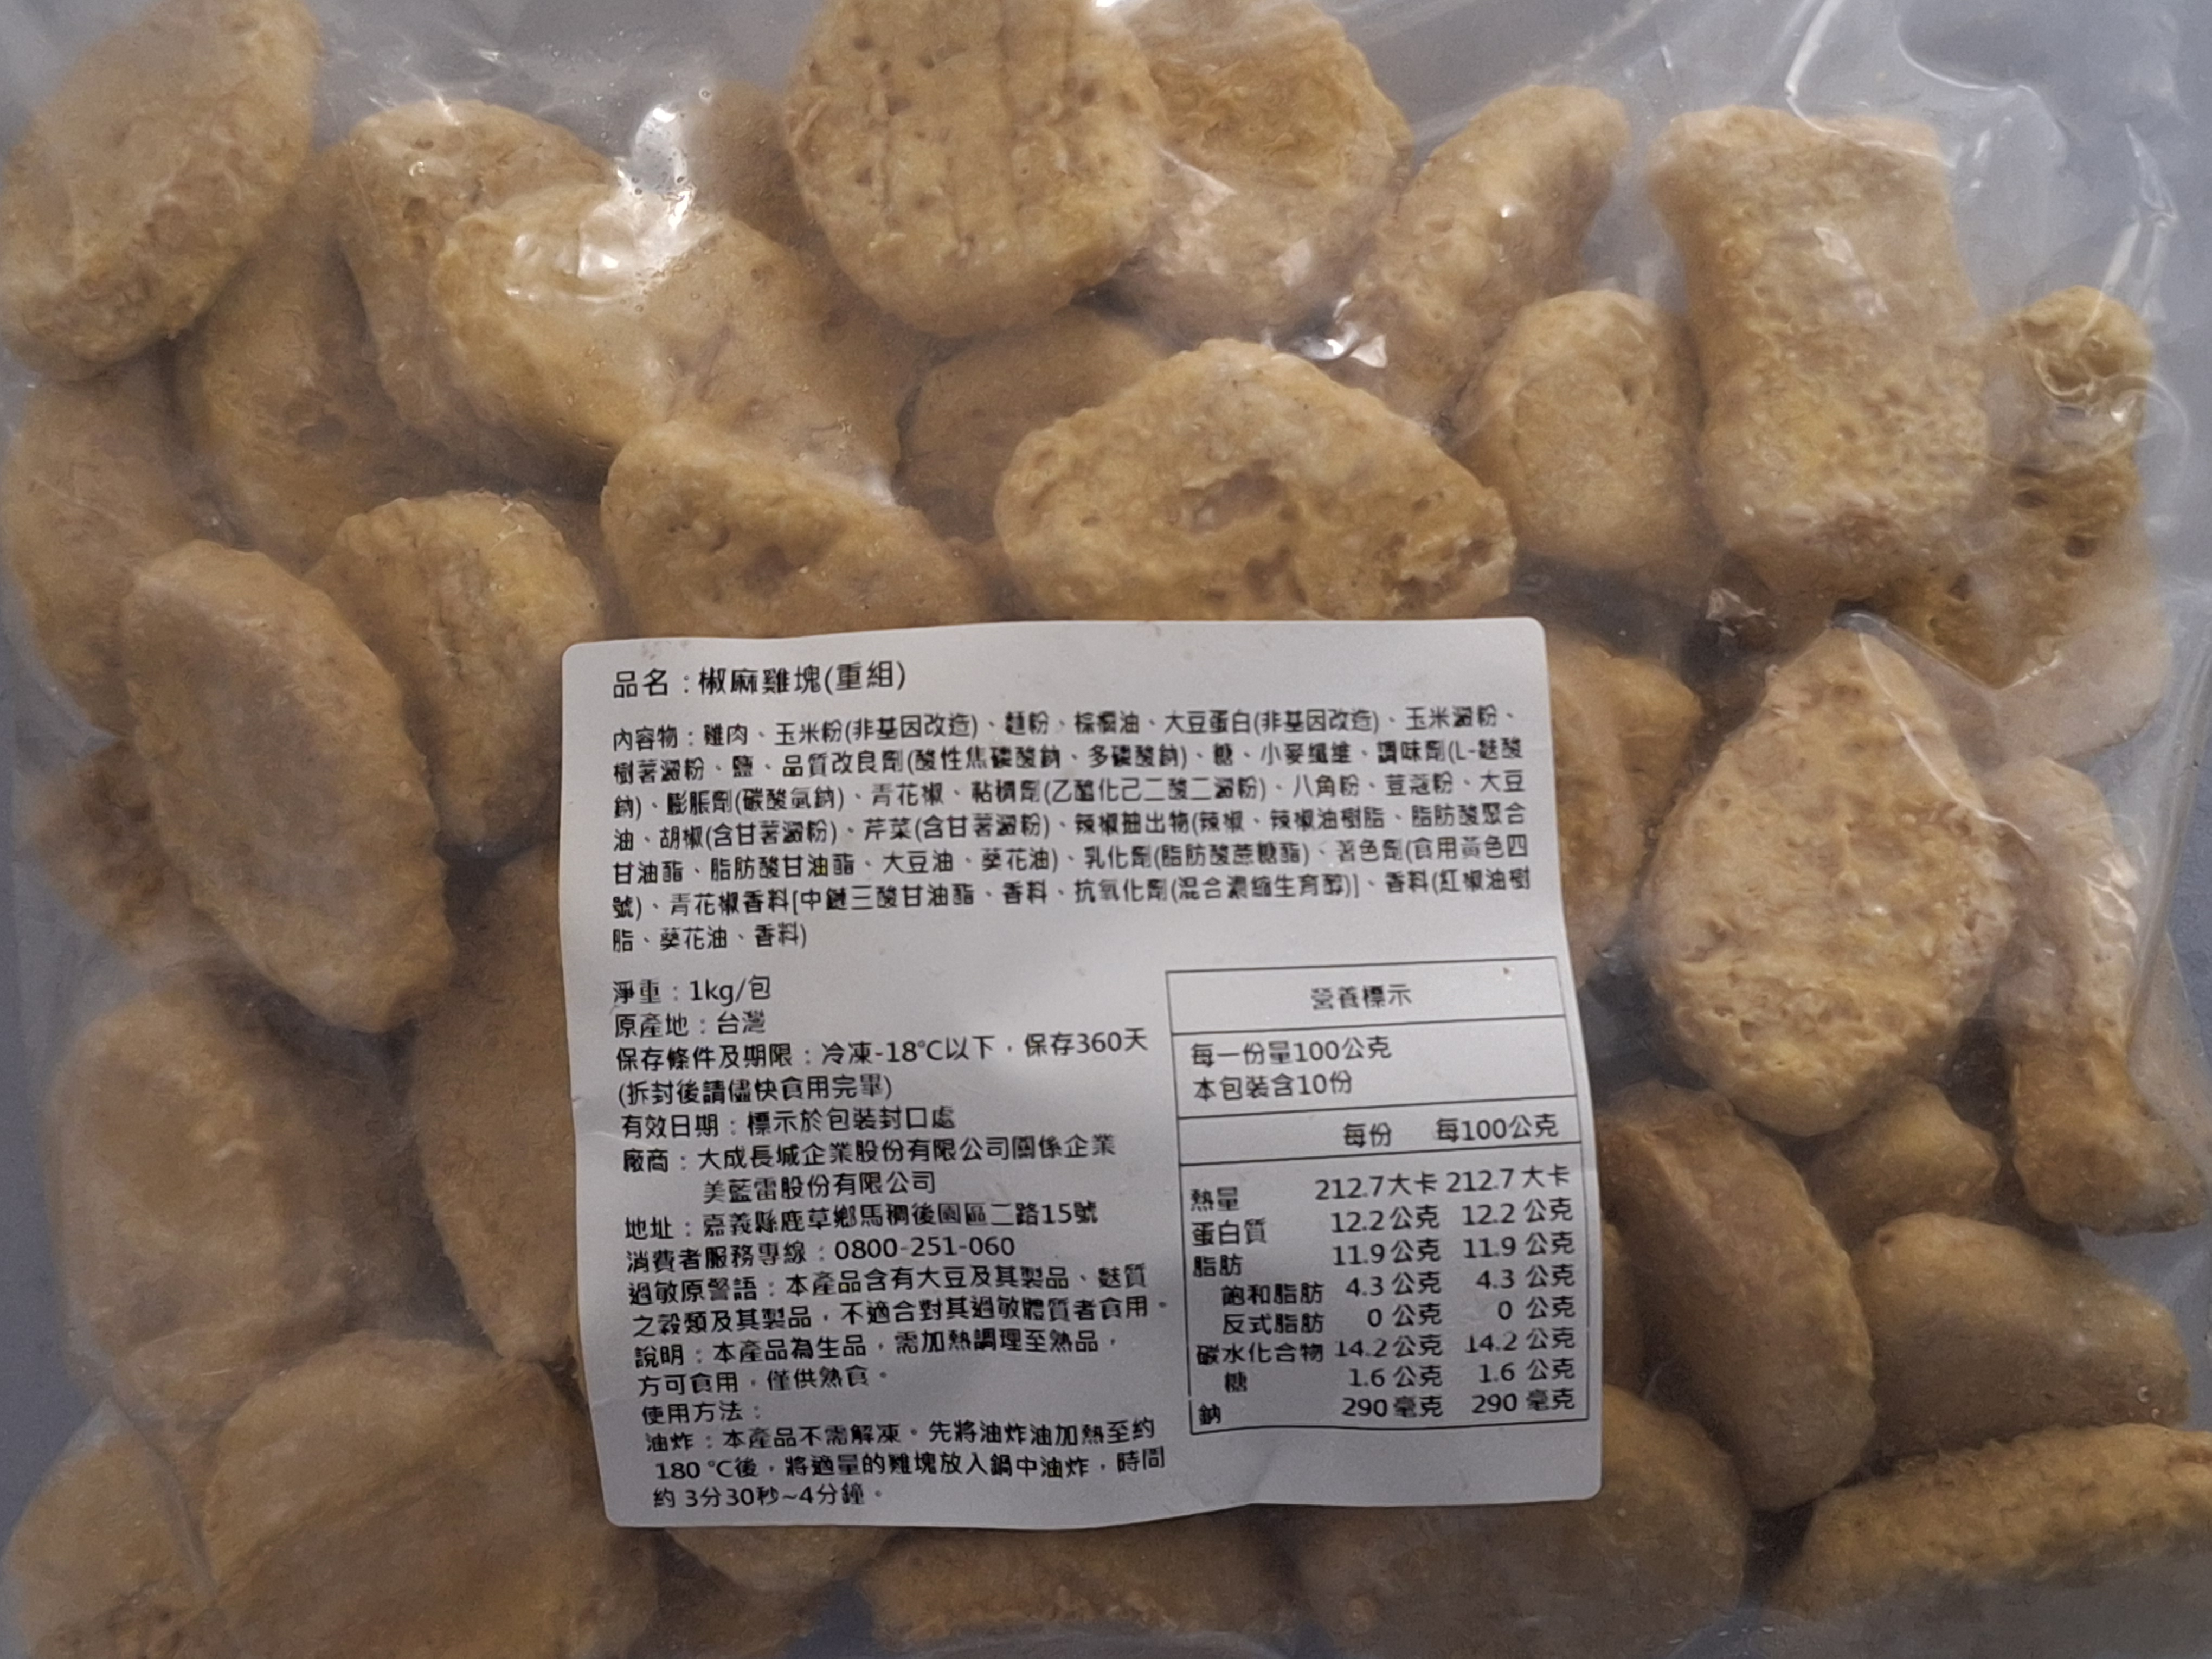 品名：椒麻雞塊(重組)
內容物：雞肉、玉米粉(非基因改造)、麵粉、棕櫚油、大豆蛋白(非基因改造)、玉米澱粉、
樹薯澱粉、鹽、品質改良劑(酸性焦磷酸鈉、多磷酸鈉)、糖、小麥纖維、調味劑(L-麩酸
鈉)、膨脹劑(碳酸氫鈉)、青花椒、粘稠劑(乙醯化己二酸二澱粉)、八角粉、荳蔻粉、大豆
油、胡椒(含甘薯澱粉)、芹菜(含甘薯澱粉)、辣椒抽出物(辣椒、辣椒油樹脂、脂肪酸聚合
甘油酯、脂肪酸甘油酯、大豆油、葵花油)、乳化劑(脂肪酸蔗糖酯)、著色劑(食用黃色四
號)、青花椒香料[中鏈三酸甘油酯、香料、抗氧化劑(混合濃縮生育醇)]、香料(紅椒油樹
脂、葵花油、香料)
淨重：1kg/包
原產地：台灣
保存條件及期限：冷凍-18℃以下，保存360天
(拆封後請儘快食用完畢)
有效日期：標示於包裝封口處
廠商：大成長城企業股份有限公司關係企業
美藍雷股份有限公司
地址：嘉義縣鹿草鄉馬稠後園區二路15號
消費者服務專線：0800-251-060
過敏原警語：本產品含有大豆及其製品、麩質
之穀類及其製品，不適合對其過敏體質者食用。
說明：本產品為生品，需加熱調理至熟品，
方可食用，僅供熟食。
使用方法：
油炸：本產品不需解凍。先將油炸油加熱至約
180℃後，將適量的雞塊放入鍋中油炸，時間
約 3分30秒~4分鐘。
營養標示
每一份量100公克
本包裝含10份
每份 每100公克
熱量 212.7大卡 212.7 大卡
蛋白質 12.2公克 12.2 公克
脂肪 11.9公克 11.9 公克
飽和脂肪 4.3 公克 4.3 公克
反式脂肪 0 公克 0 公克
碳水化合物 14.2公克 14.2 公克
糖 1.6 公克 1.6 公克
鈉 290 毫克 290 毫克